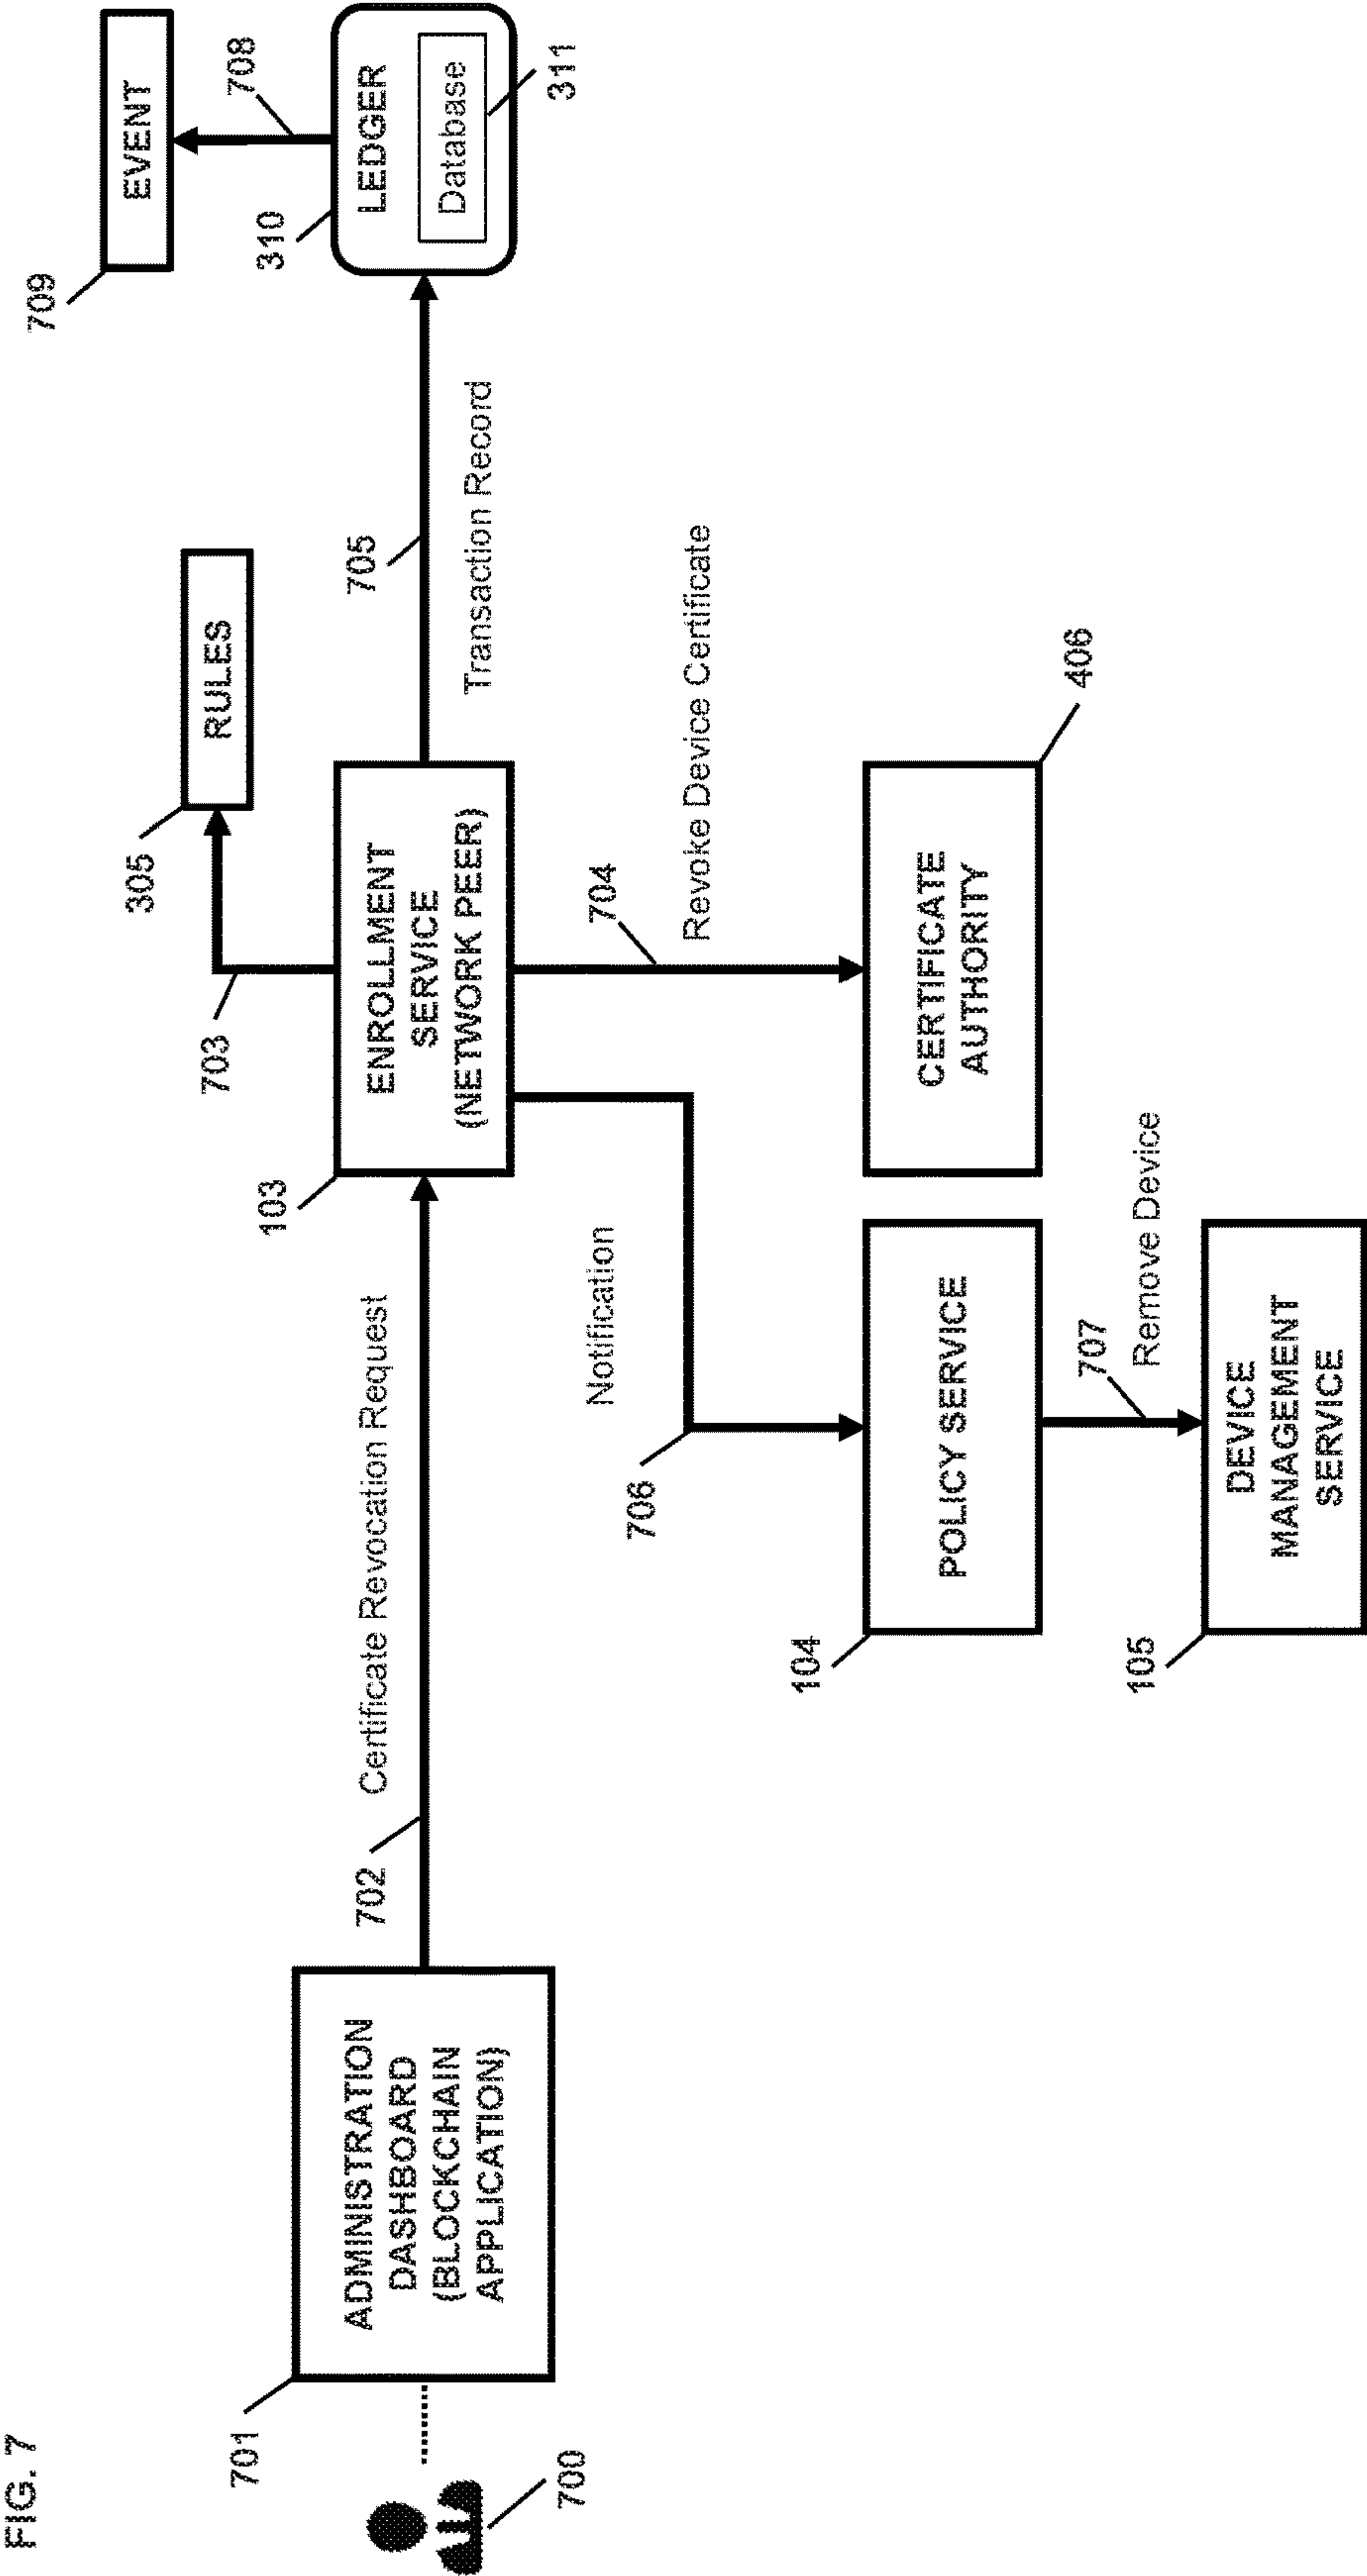 FIG. 7
700
701
ADMINISTRATION
DASHBOARD
(BLOCKCHAIN
APPLICATION)
702
Certificate Revocation Request
103
ENROLLMENT
SERVICE
(NETWORK PEER)
703
305
RULES
705
Transaction Record
310
LEDGER
Database
311
708
709
EVENT
704
Revoke Device Certificate
406
CERTIFICATE
AUTHORITY
Notification
706
104
POLICY SERVICE
707
Remove Device
105
DEVICE
MANAGEMENT
SERVICE